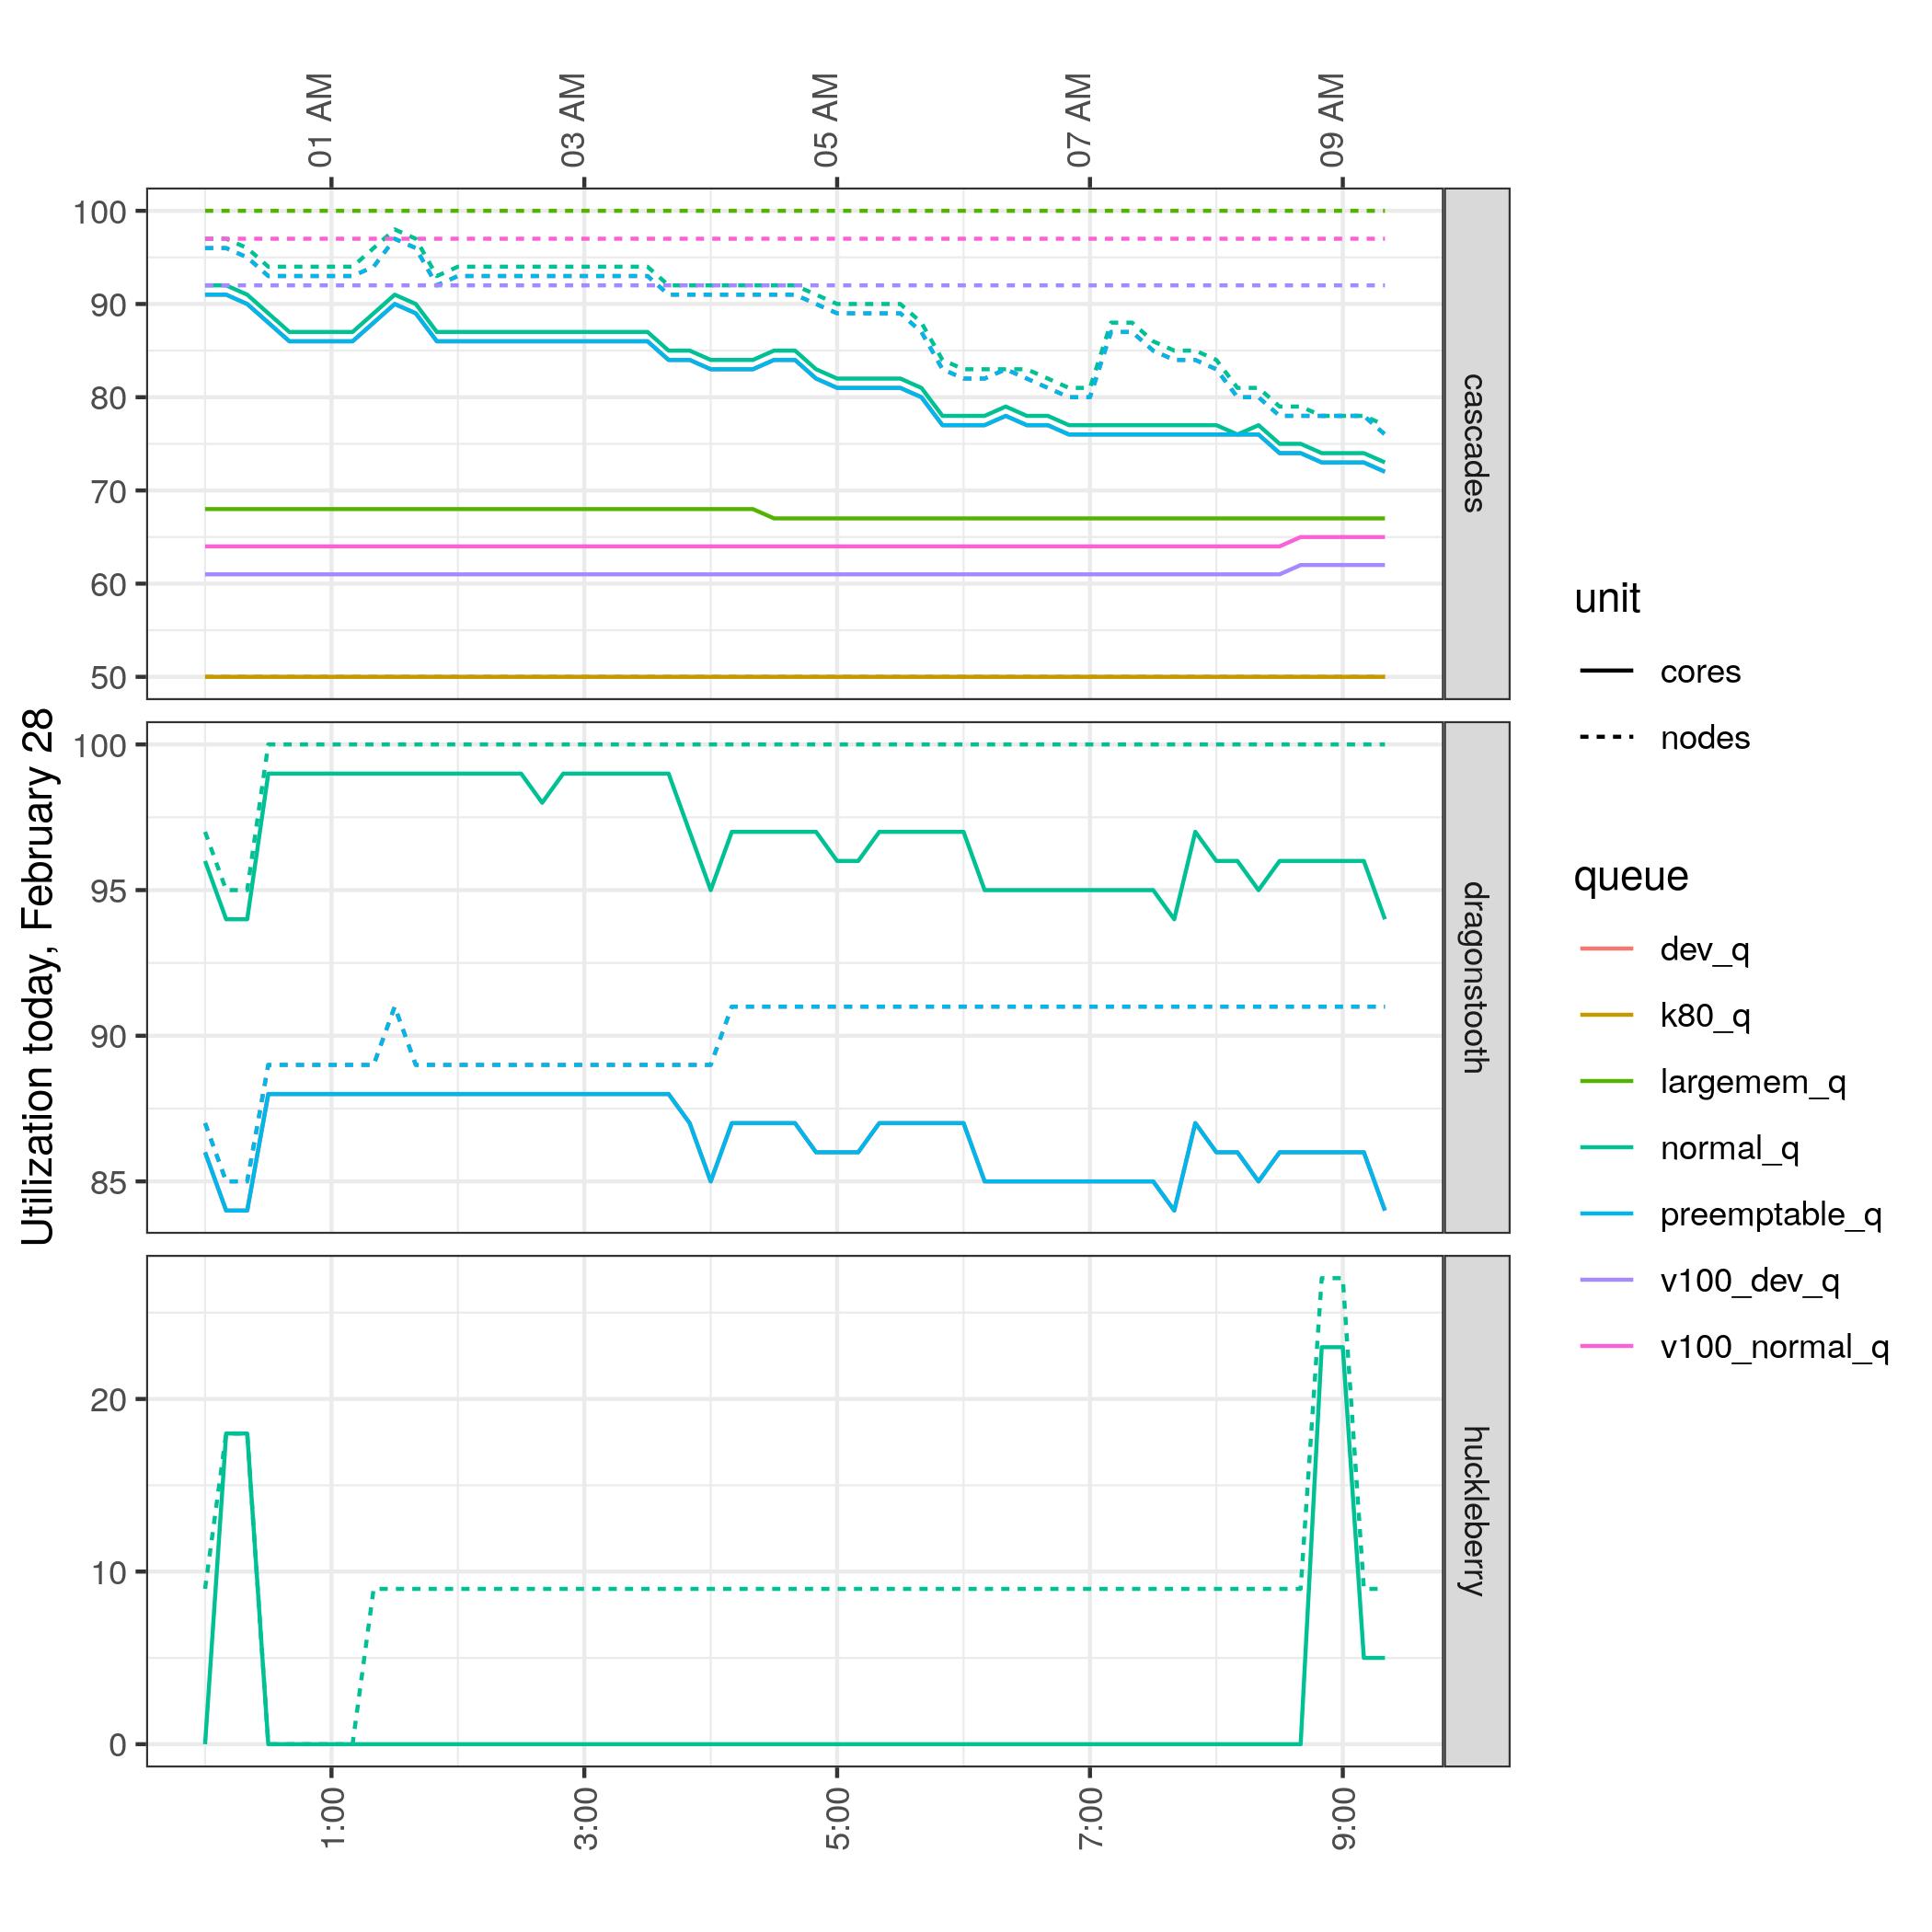 01 AM
03 AM
05 AM
07 AM
09 AM
Utilization today, February 28
100
90
80
70
60
50
cascades
100
95
90
85
dragonstooth
20
10
0
huckleberry
1:00
3:00
5:00
7:00
9:00
unit
cores
nodes
queue
dev_q
k80_q
largemem_q
normal_q
preemptable_q
v100_dev_q
v100_normal_q